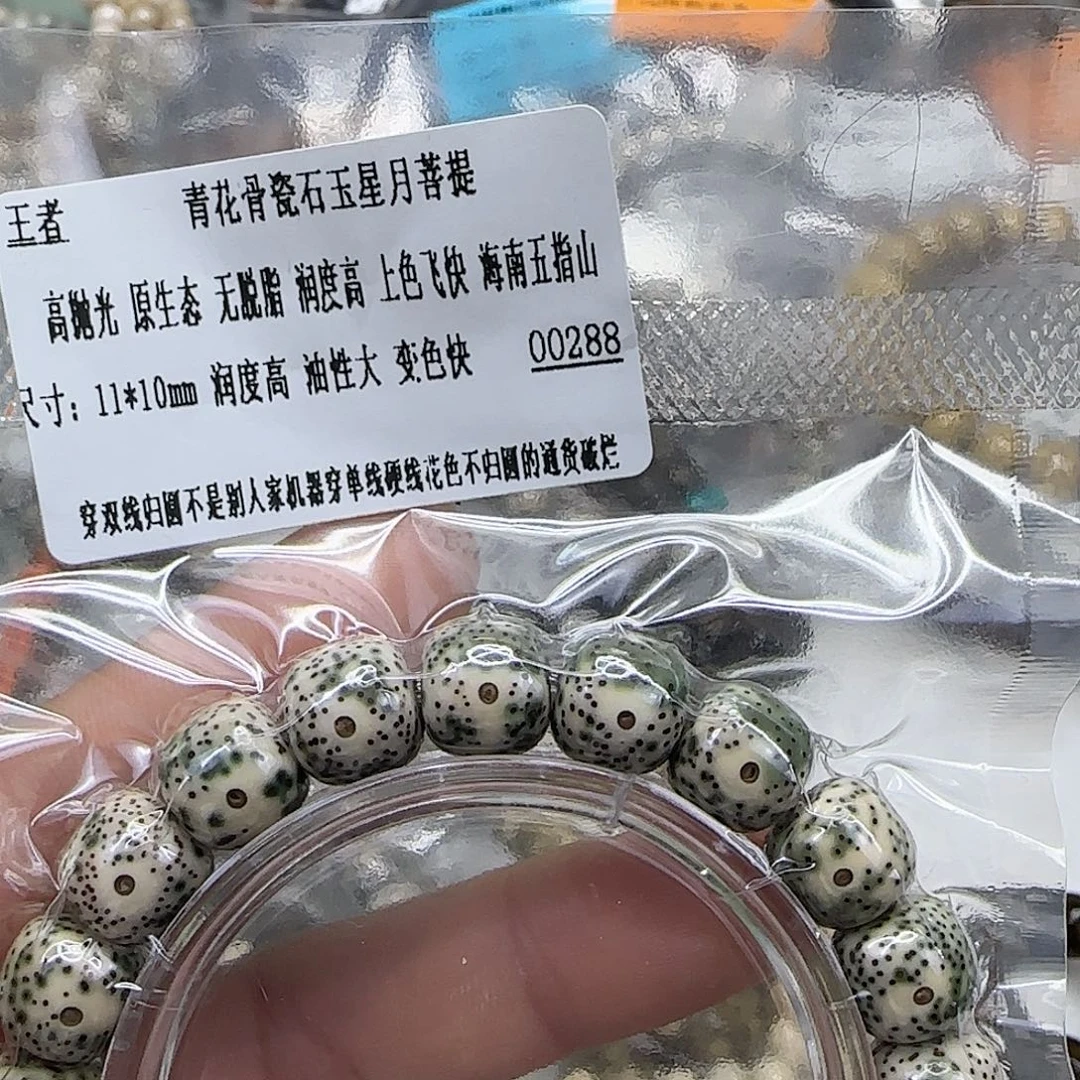 王者 青花骨瓷石玉星月菩提
高抛光 原生态 无脱脂 润度高 上色飞快 海南五指山
尺寸：11*10mm 润度高 油性大 变色快 00288
穿双线归圆不是别人家机器穿单线硬线花色不归圆的通货破烂